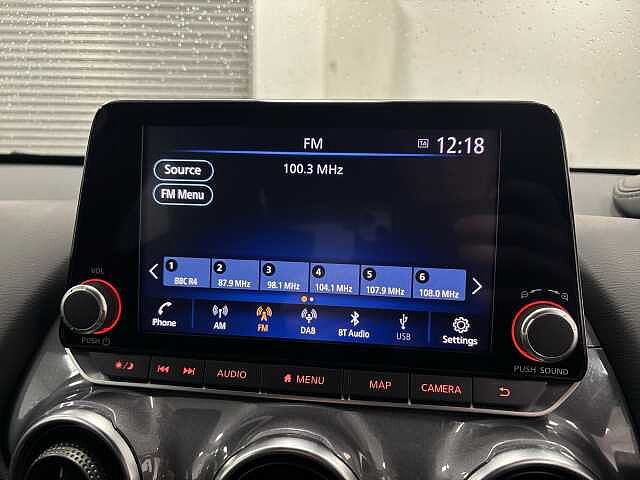 FM
TA 12:18
Source
100.3 MHz
FM Menu
1 2 3 4 5 6
BBC R4 87.9 MHz 98.1 MHz 104.1 MHz 107.9 MHz 108.0 MHz
VOL
PUSH
Phone AM FM DAB BT Audio USB Settings
PUSH SOUND
AUDIO MENU MAP CAMERA